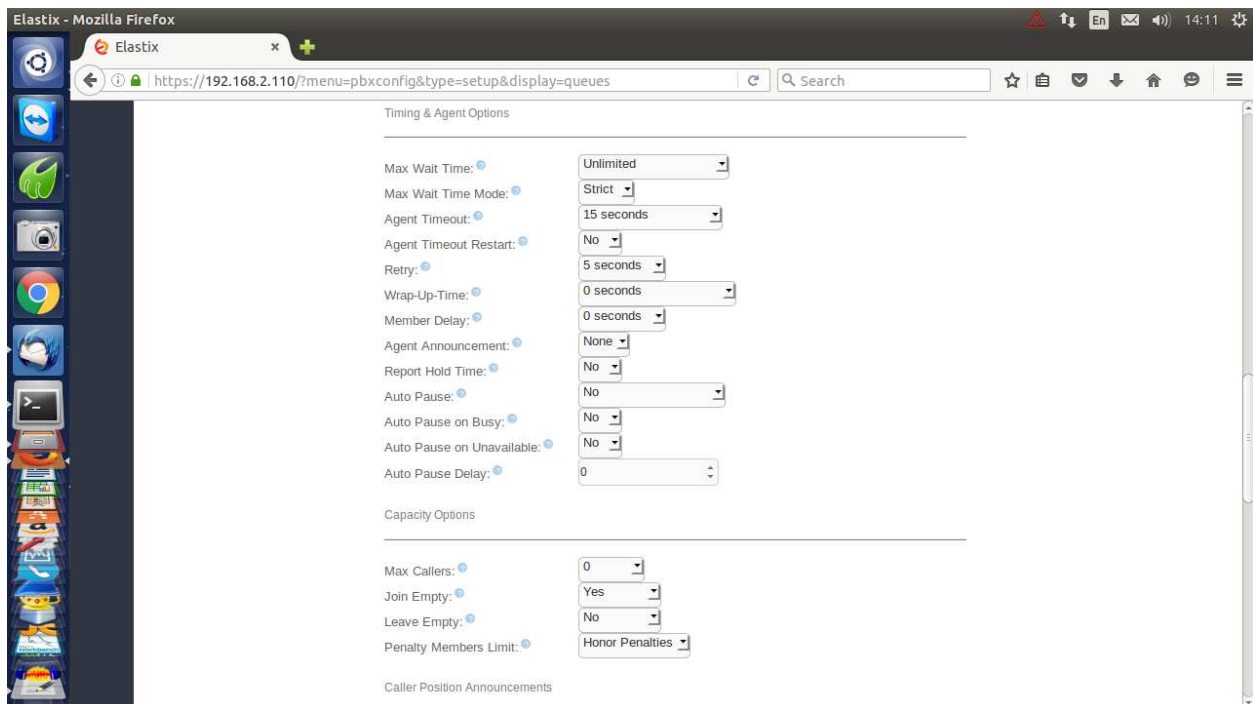 Elastix - Mozilla Firefox
En 14:11
Elastix
https://192.168.2.110/?menu=pbxconfig&type=setup&display=queues Search
Timing & Agent Options
Max Wait Time: Unlimited
Max Wait Time Mode: Strict
Agent Timeout: 15 seconds
Agent Timeout Restart: No
Retry: 5 seconds
Wrap-Up-Time: 0 seconds
Member Delay: 0 seconds
Agent Announcement: None
Report Hold Time: No
Auto Pause: No
Auto Pause on Busy: No
Auto Pause on Unavailable: No
Auto Pause Delay: 0
Capacity Options
Max Callers: 0
Join Empty: Yes
Leave Empty: No
Penalty Members Limit: Honor Penalties
Caller Position Announcements